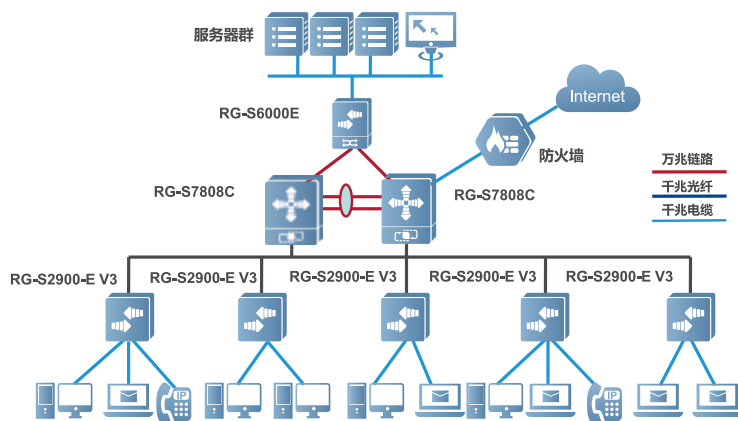 服务器群
RG-S6000E
Internet
防火墙
RG-S7808C
RG-S7808C
万兆链路
千兆光纤
千兆电缆
RG-S2900-E V3
RG-S2900-E V3
RG-S2900-E V3
RG-S2900-E V3
RG-S2900-E V3
IP
IP